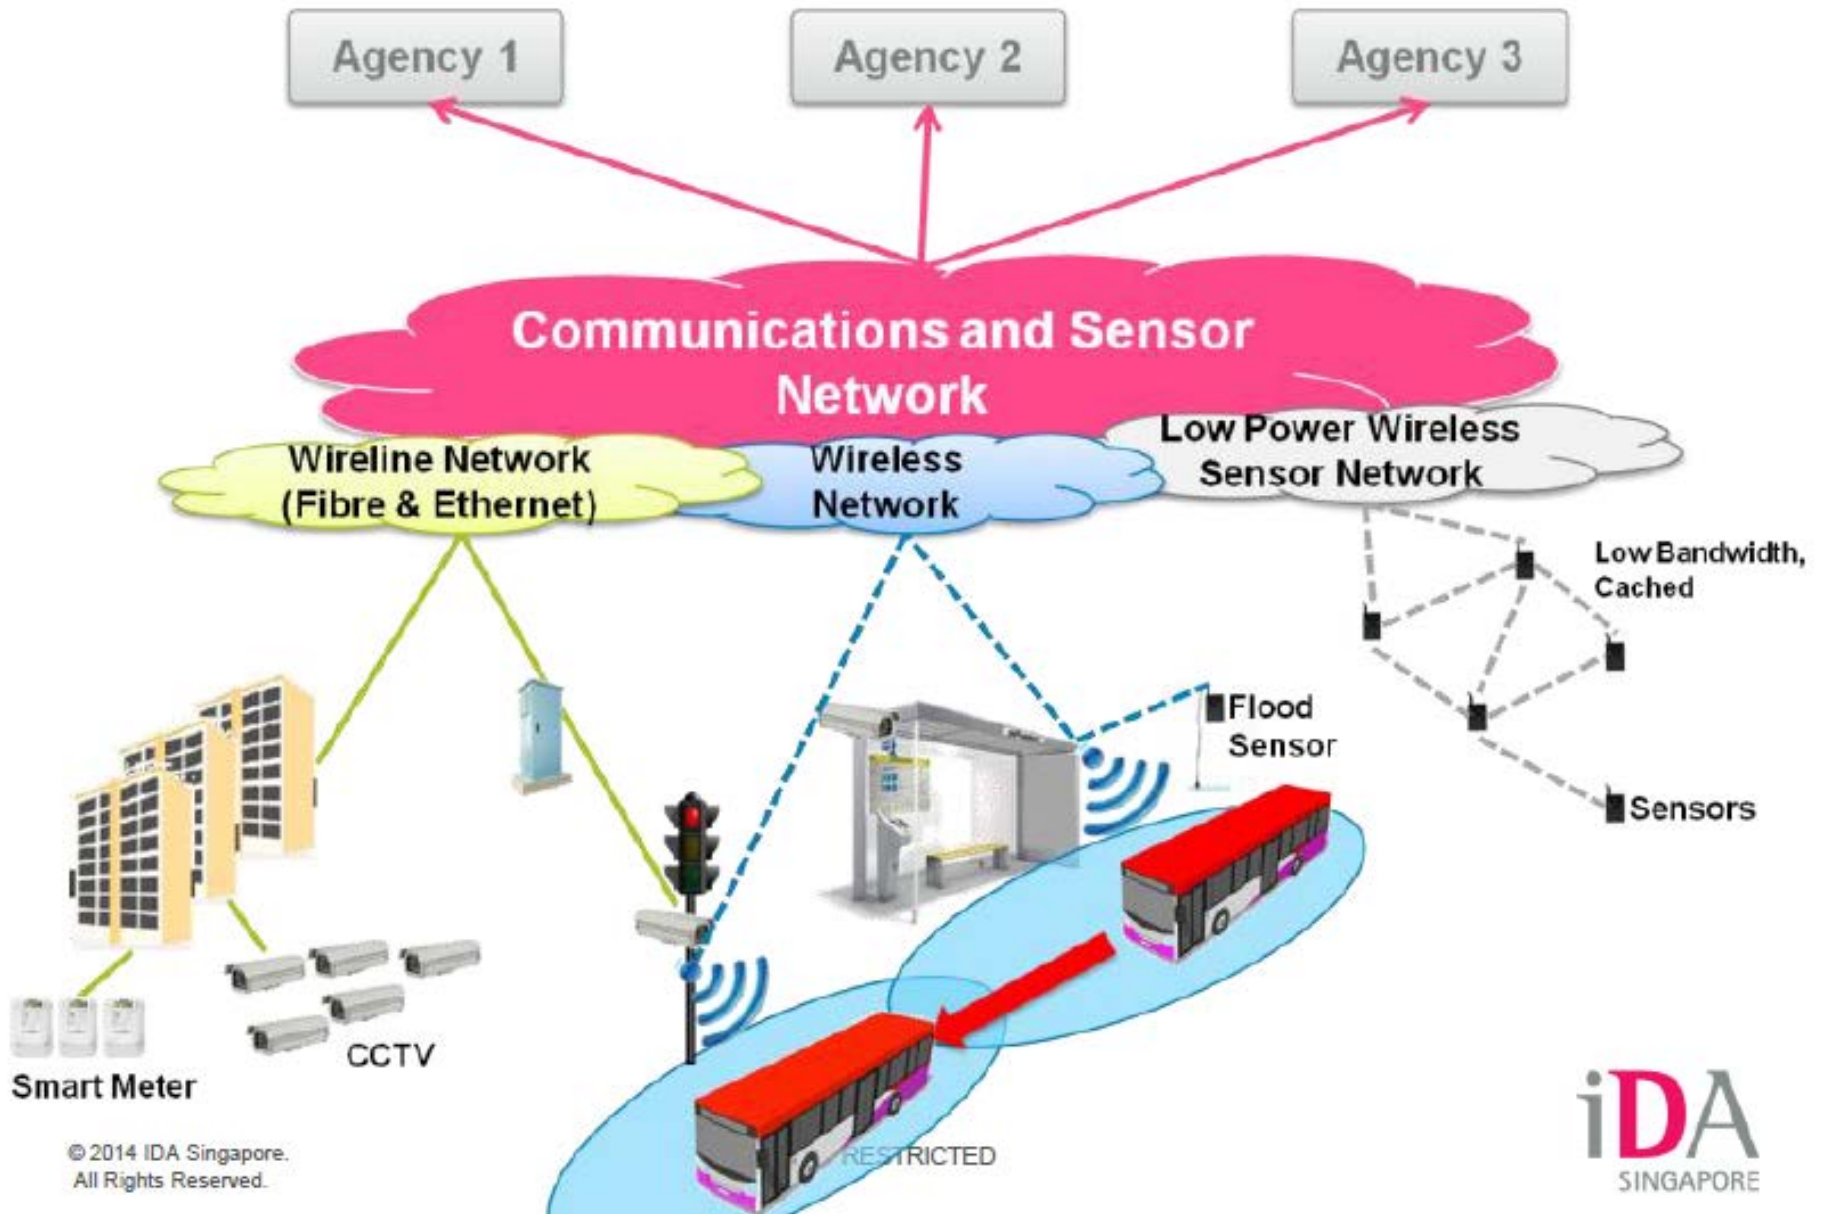 Agency 1
Agency 2
Agency 3
Communications and Sensor
Network
Wireline Network
(Fibre & Ethernet)
Wireless
Network
Low Power Wireless
Sensor Network
Low Bandwidth,
Cached
Flood
Sensor
Sensors
CCTV
Smart Meter
© 2014 IDA Singapore.
All Rights Reserved.
RESTRICTED
iDA
SINGAPORE